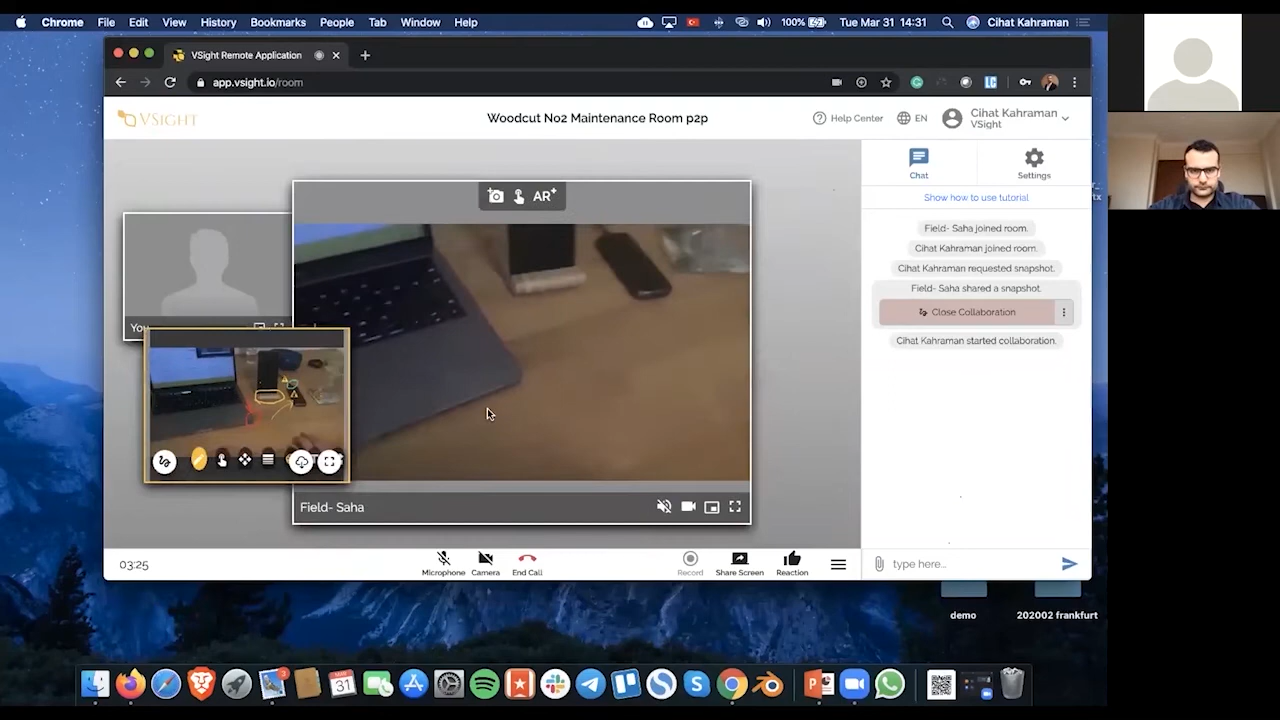 Chrome File Edit View History Bookmarks People Tab Window Help 100% Tue Mar 31 14:31 Cihat Kahraman
VSight Remote Application
app.vsight.io/room
VSIGHT
Woodcut No2 Maintenance Room p2p
Help Center
EN
Cihat Kahraman
VSight
Chat
Settings
Show how to use tutorial
Field- Saha joined room.
Cihat Kahraman joined room.
Cihat Kahraman requested snapshot.
Field- Saha shared a snapshot.
Close Collaboration
Cihat Kahraman started collaboration.
AR+
You
Field- Saha
03:25
Microphone
Camera
End Call
Record
Share Screen
Reaction
type here...
demo
202002 frankfurt
31